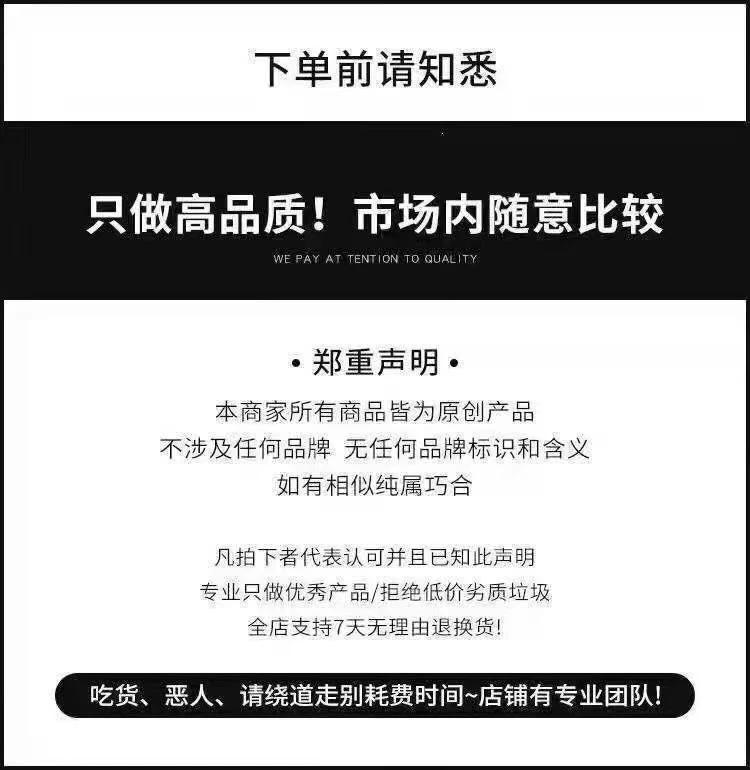 下单前请知悉
只做高品质！市场内随意比较
WE PAY AT TENTION TO QUALITY
• 郑重声明 •
本商家所有商品皆为原创产品
不涉及任何品牌 无任何品牌标识和含义
如有相似纯属巧合
凡拍下者代表认可并且已知此声明
专业只做优秀产品/拒绝低价劣质垃圾
全店支持7天无理由退换货!
吃货、恶人、请绕道走别耗费时间~店铺有专业团队!